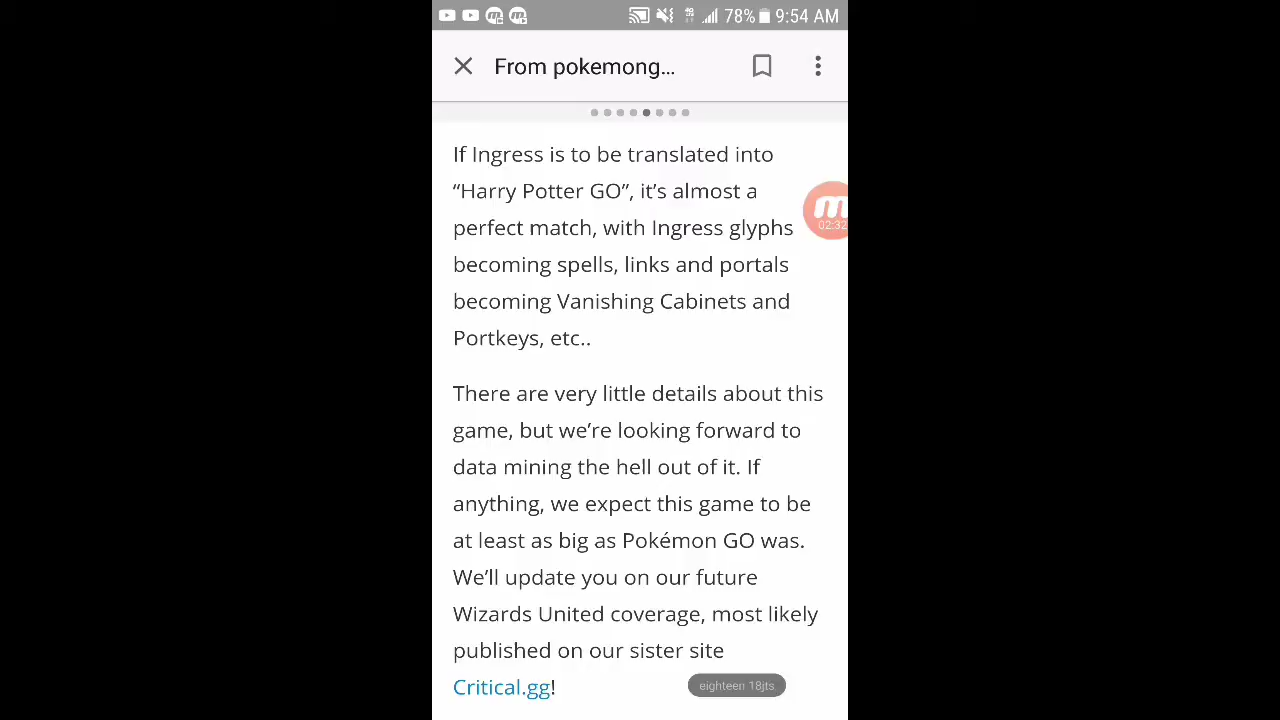 78% 9:54 AM
From pokemong...
If Ingress is to be translated into
“Harry Potter GO”, it’s almost a
perfect match, with Ingress glyphs
becoming spells, links and portals
becoming Vanishing Cabinets and
Portkeys, etc..
02:32
There are very little details about this
game, but we’re looking forward to
data mining the hell out of it. If
anything, we expect this game to be
at least as big as Pokémon GO was.
We’ll update you on our future
Wizards United coverage, most likely
published on our sister site
Critical.gg!
eighteen 18jts